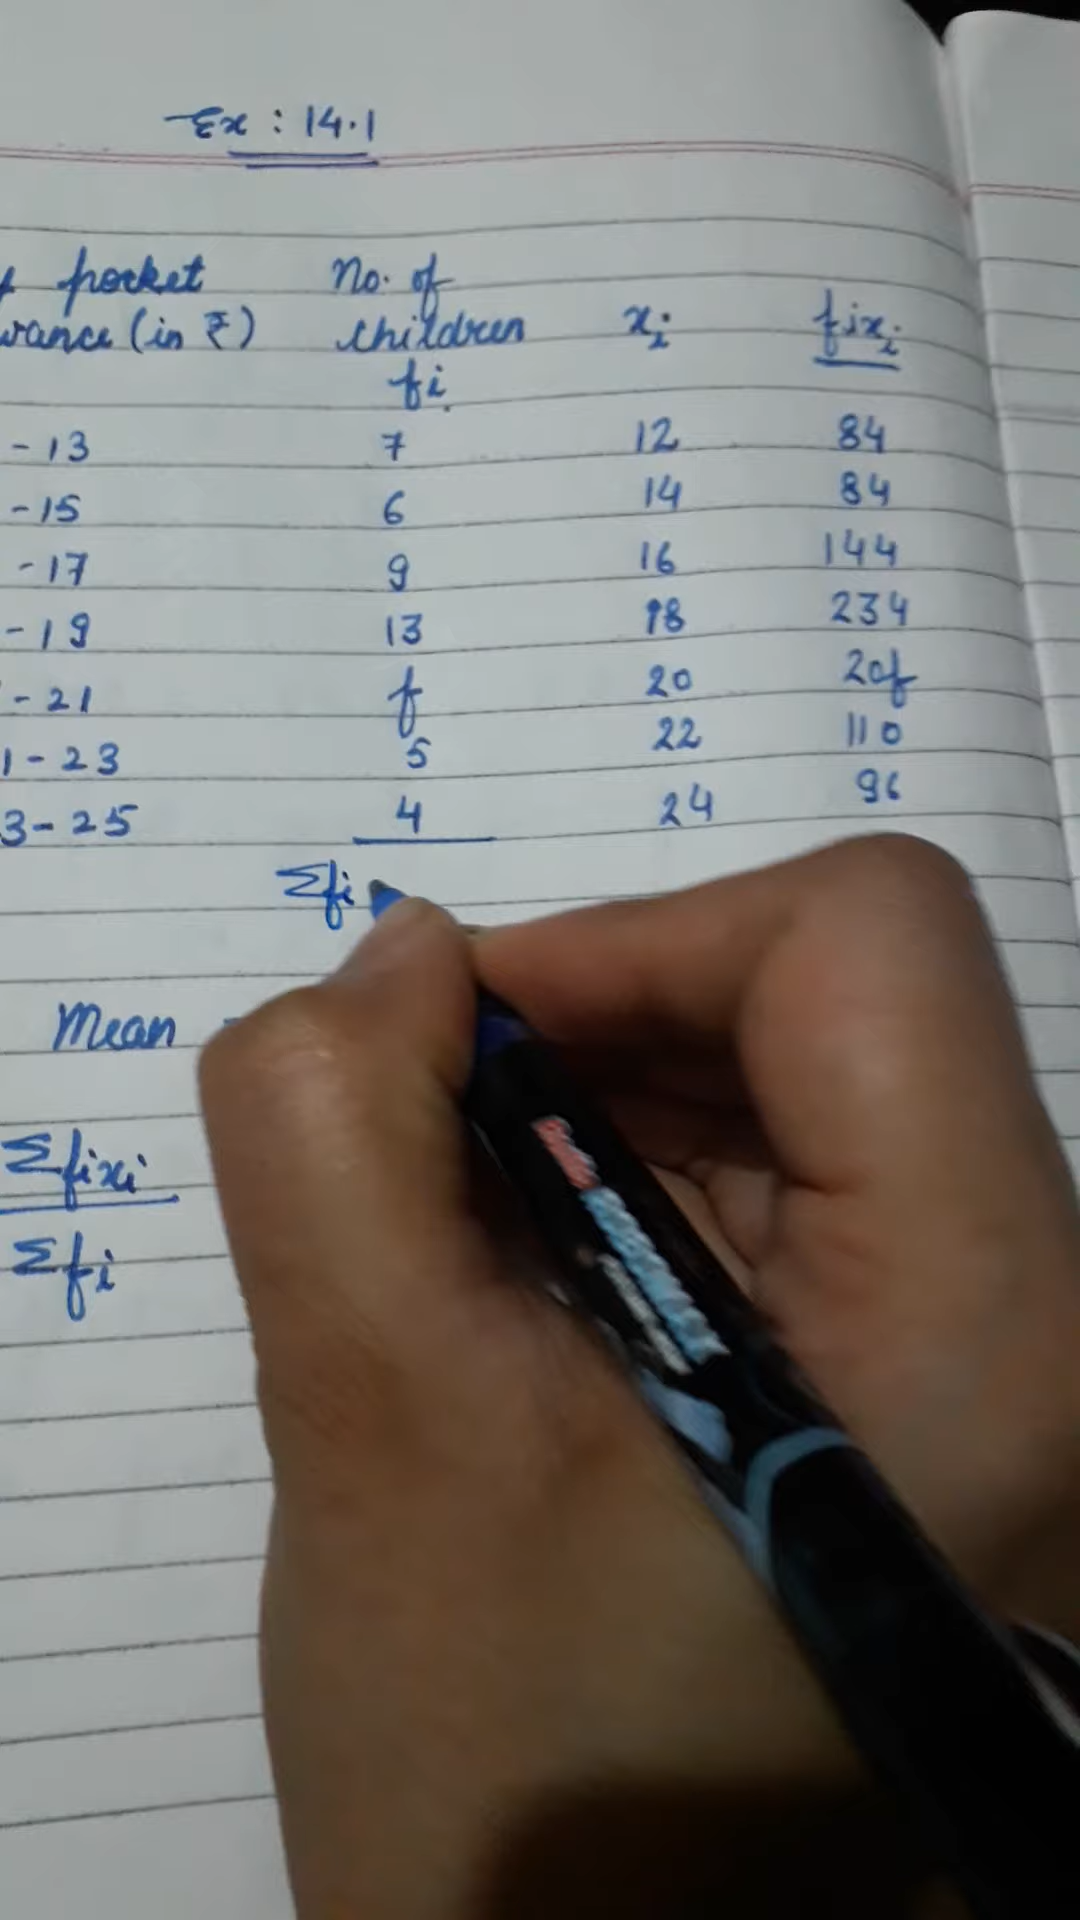 Ex : 14.1
pocket No. of
(in ₹) children xi fixi
fi
- 13 7 12 84
- 15 6 14 84
- 17 9 16 144
- 19 13 18 234
- 21 f 20 20f
1 - 23 5 22 110
3 - 25 4 24 96
Σfi
Mean
Σfixi
Σfi